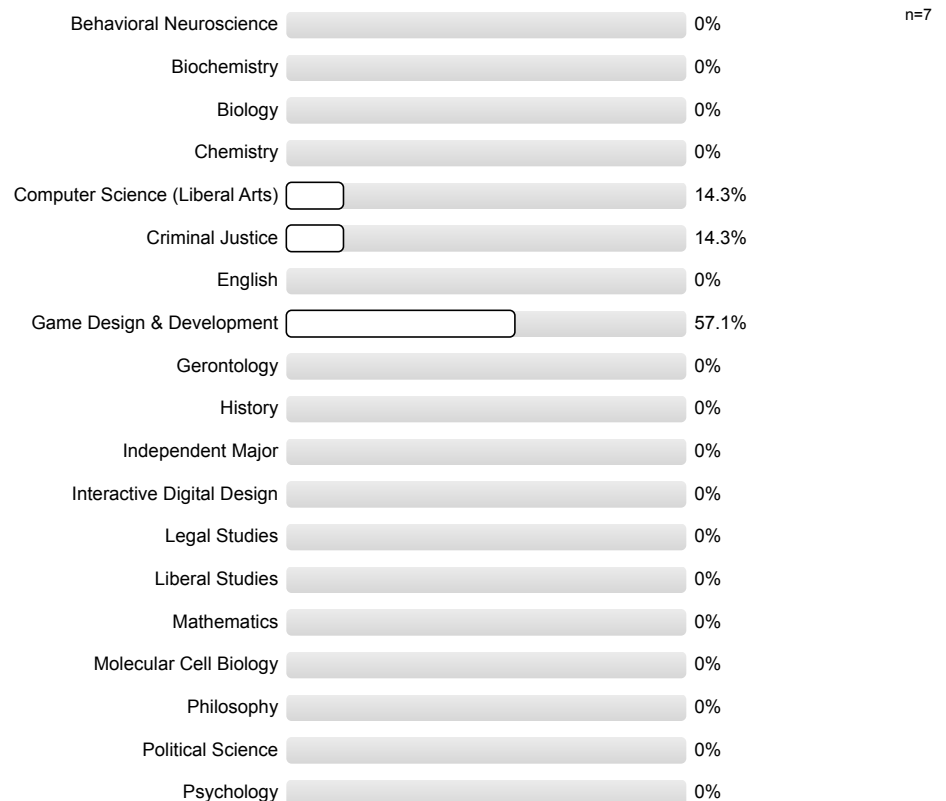 n=7
Behavioral Neuroscience 0%
Biochemistry 0%
Biology 0%
Chemistry 0%
Computer Science (Liberal Arts) 14.3%
Criminal Justice 14.3%
English 0%
Game Design & Development 57.1%
Gerontology 0%
History 0%
Independent Major 0%
Interactive Digital Design 0%
Legal Studies 0%
Liberal Studies 0%
Mathematics 0%
Molecular Cell Biology 0%
Philosophy 0%
Political Science 0%
Psychology 0%